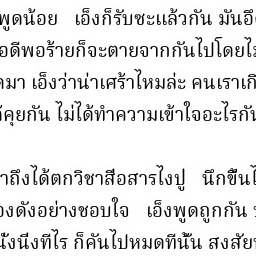 พูดน้อย เอ็งก็รับซะแล้วกัน มันอึ
อดีพอร้ายก็จะตายจากกันไปโดยไม
ดมา เอ็งว่าน่าเศร้าไหมล่ะ คนเราเกิ
คุยกัน ไม่ได้ทำความเข้าใจอะไรกัน
าถึงได้ตกวิชาสื่อสารไงปู่ นึกขึ้นไ
องดังอย่างชอบใจ เอ็งพูดถูกกัน
นั่งนึ่งทีไร ก็คันไปหมดทีน้น สงสัย